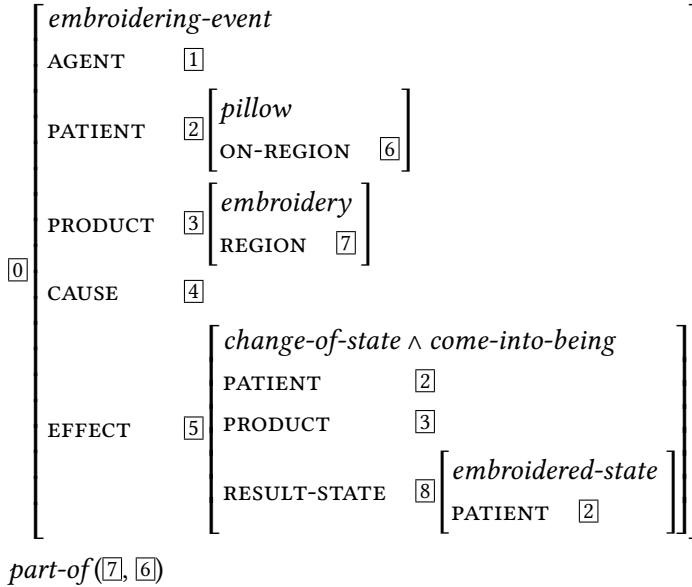 embroidering-event
AGENT 1
PATIENT 2 pillow
ON-REGION 6
PRODUCT 3 embroidery
REGION 7
0
CAUSE 4
EFFECT 5 change-of-state ∧ come-into-being
PATIENT 2
PRODUCT 3
RESULT-STATE 8 embroidered-state
PATIENT 2
part-of(7, 6)